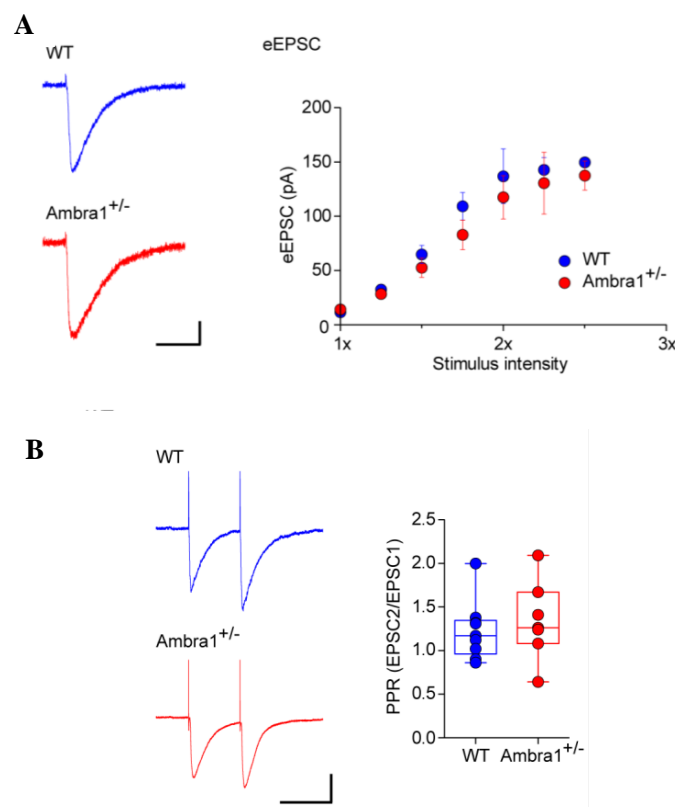 A
WT
Ambra1+/-
eEPSC
200
150
100
50
0
eEPSC (pA)
WT
Ambra1+/-
1x 2x 3x
Stimulus intensity
B
WT
Ambra1+/-
2.5
2.0
1.5
1.0
0.5
0.0
PPR (EPSC2/EPSC1)
WT Ambra1+/-